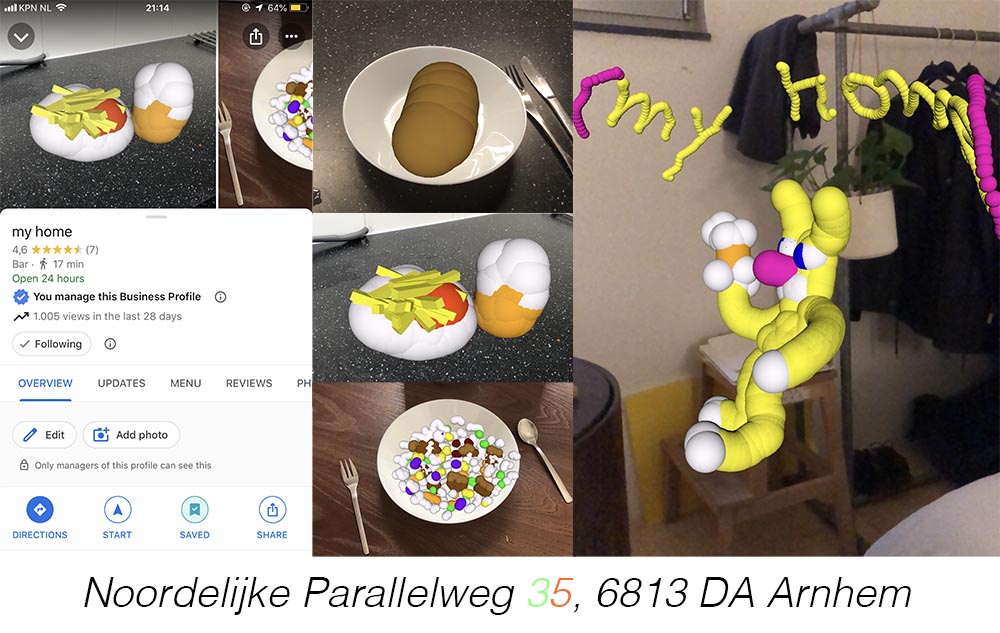 KPN NL 21:14 64%
my home
4,6 (7)
Bar · 17 min
Open 24 hours
You manage this Business Profile
1.005 views in the last 28 days
Following
OVERVIEW UPDATES MENU REVIEWS PH
Edit Add photo
Only managers of this profile can see this
DIRECTIONS START SAVED SHARE
my Hom
Noordelijke Parallelweg 35, 6813 DA Arnhem